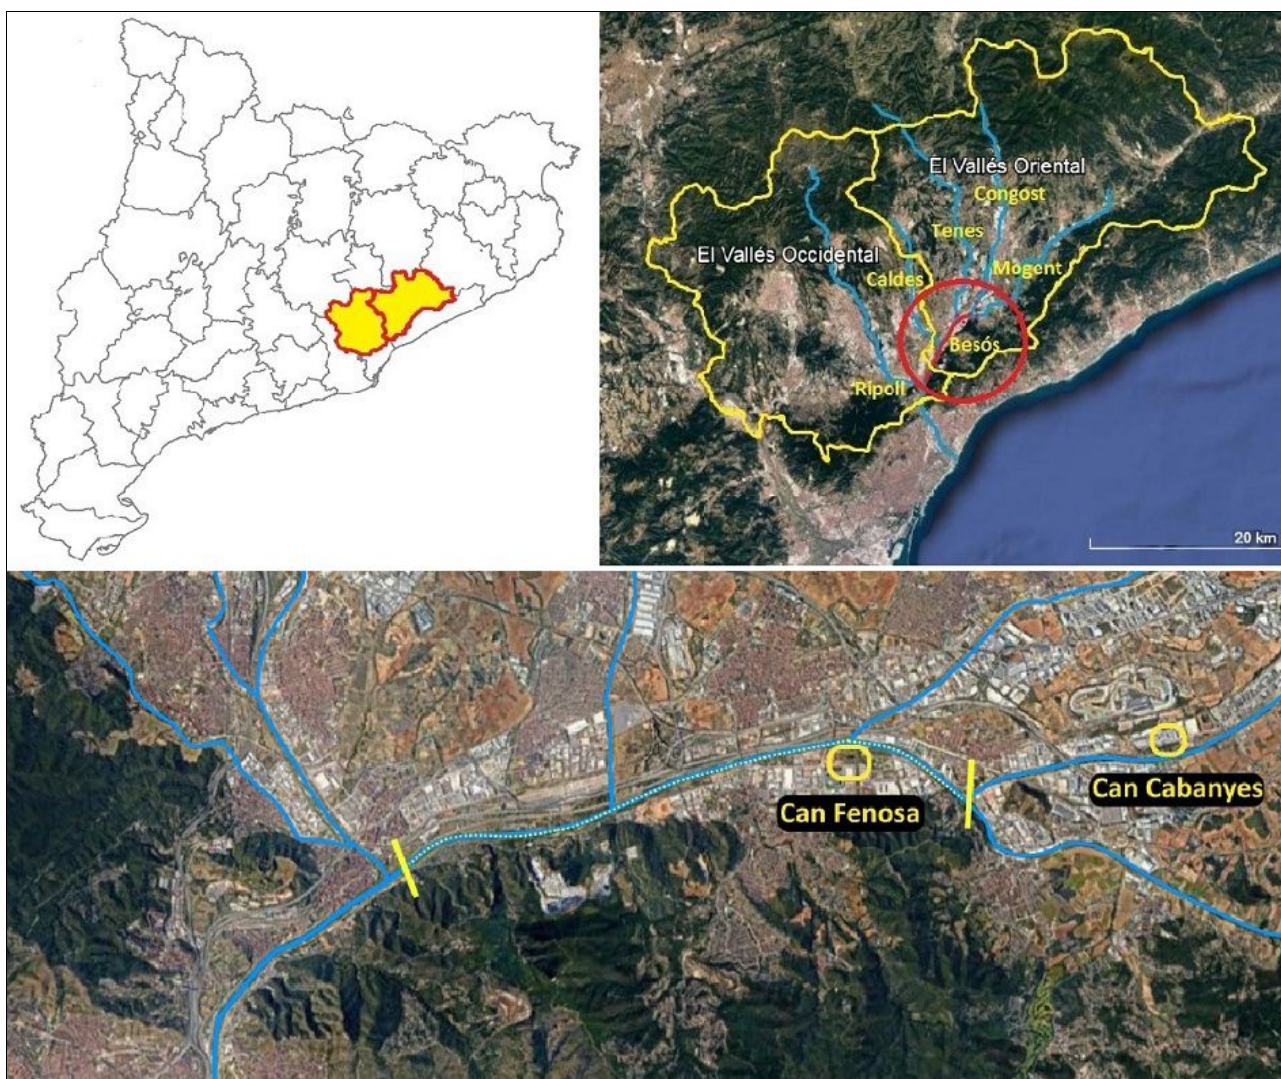 El Vallés Oriental
Congost
Tenes
El Vallés Occidental
Caldes
Mogent
Besós
Ripoll
20 km
Can Cabanyes
Can Fenosa